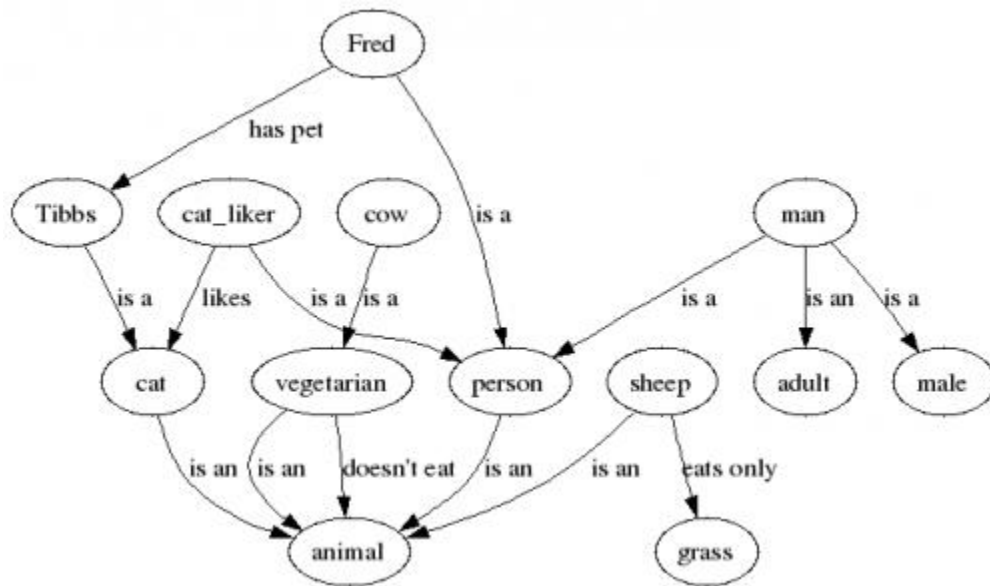 Fred
has pet
Tibbs
cat_liker
cow
is a
man
is a
likes
is a
is a
is a
is an
is a
cat
vegetarian
person
sheep
adult
male
is an
is an
doesn't eat
is an
is an
eats only
animal
grass